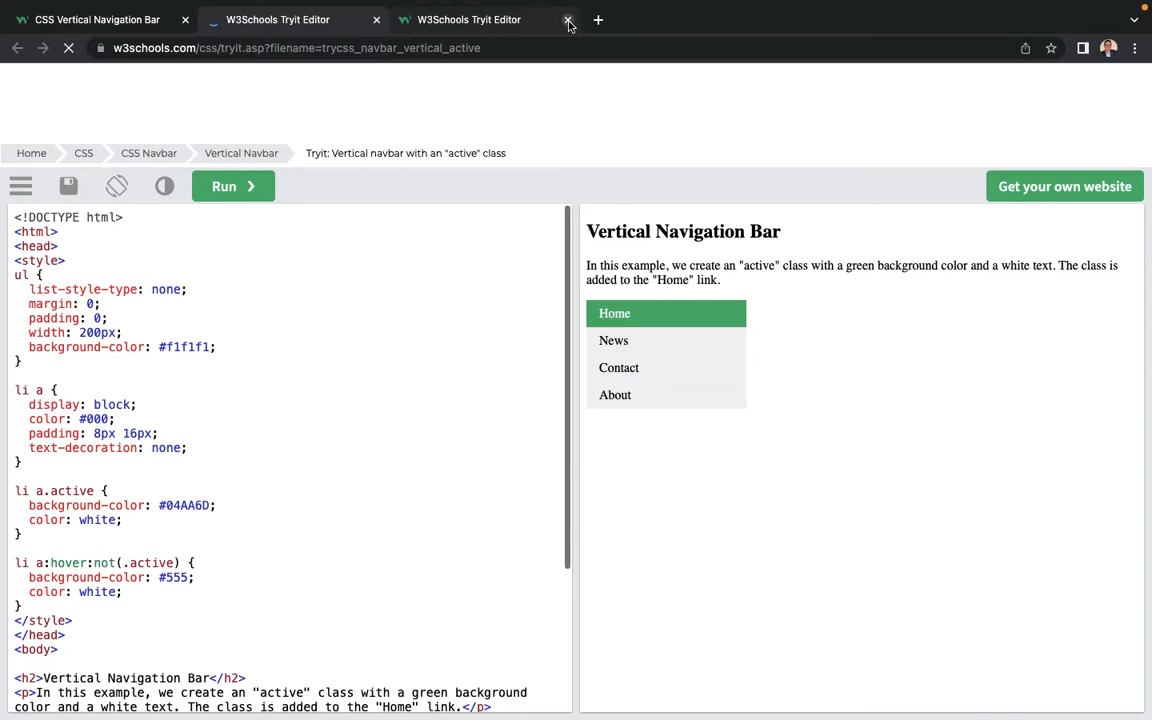 CSS Vertical Navigation Bar
W3Schools Tryit Editor
W3Schools Tryit Editor
w3schools.com/css/tryit.asp?filename=trycss_navbar_vertical_active
Home
CSS
CSS Navbar
Vertical Navbar
Tryit: Vertical navbar with an "active" class
Run ❯
Get your own website
<!DOCTYPE html>
<html>
<head>
<style>
ul {
  list-style-type: none;
  margin: 0;
  padding: 0;
  width: 200px;
  background-color: #f1f1f1;
}
li a {
  display: block;
  color: #000;
  padding: 8px 16px;
  text-decoration: none;
}
li a.active {
  background-color: #04AA6D;
  color: white;
}
li a:hover:not(.active) {
  background-color: #555;
  color: white;
}
</style>
</head>
<body>
<h2>Vertical Navigation Bar</h2>
<p>In this example, we create an "active" class with a green background
color and a white text. The class is added to the "Home" link.</p>
Vertical Navigation Bar
In this example, we create an "active" class with a green background color and a white text. The class is
added to the "Home" link.
Home
News
Contact
About